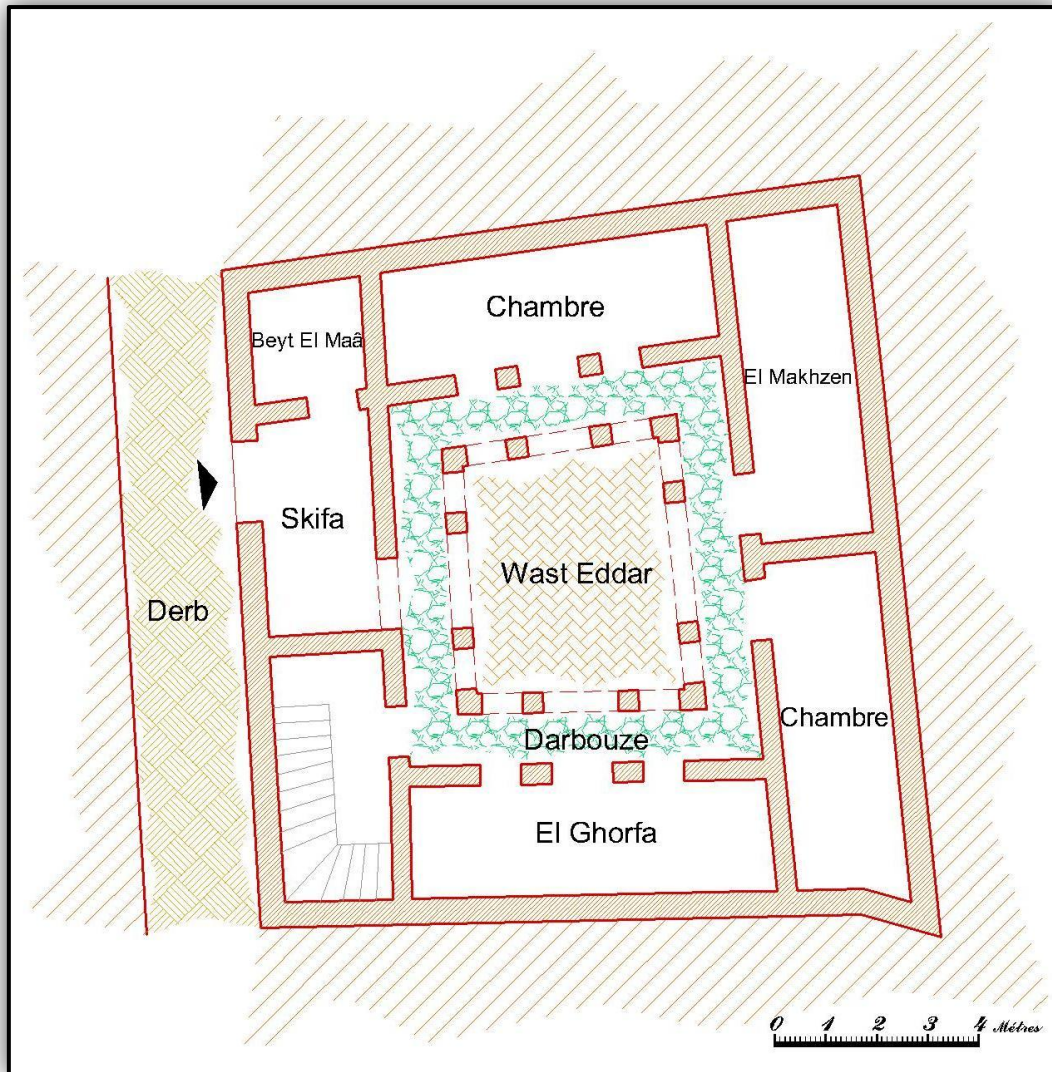 Chambre
Beyt El Maâ
El Makhzen
Skifa
Wast Eddar
Derb
Chambre
Darbouze
El Ghorfa
0 1 2 3 4 Métres